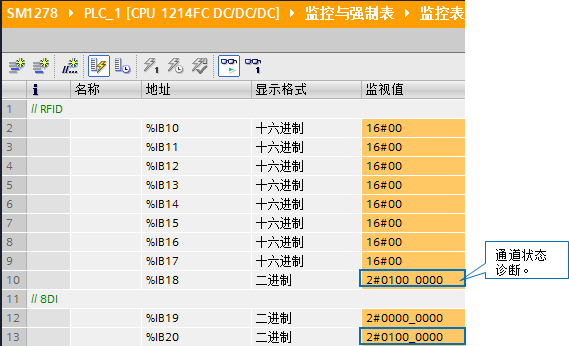 SM1278 ▸ PLC_1 [CPU 1214FC DC/DC/DC] ▸ 监控与强制表 ▸ 监控表
i 名称 地址 显示格式 监视值
1 // RFID
2 %IB10 十六进制 16#00
3 %IB11 十六进制 16#00
4 %IB12 十六进制 16#00
5 %IB13 十六进制 16#00
6 %IB14 十六进制 16#00
7 %IB15 十六进制 16#00
8 %IB16 十六进制 16#00
9 %IB17 十六进制 16#00
10 %IB18 二进制 2#0100_0000
通道状态
诊断。
11 // 8DI
12 %IB19 二进制 2#0000_0000
13 %IB20 二进制 2#0100_0000